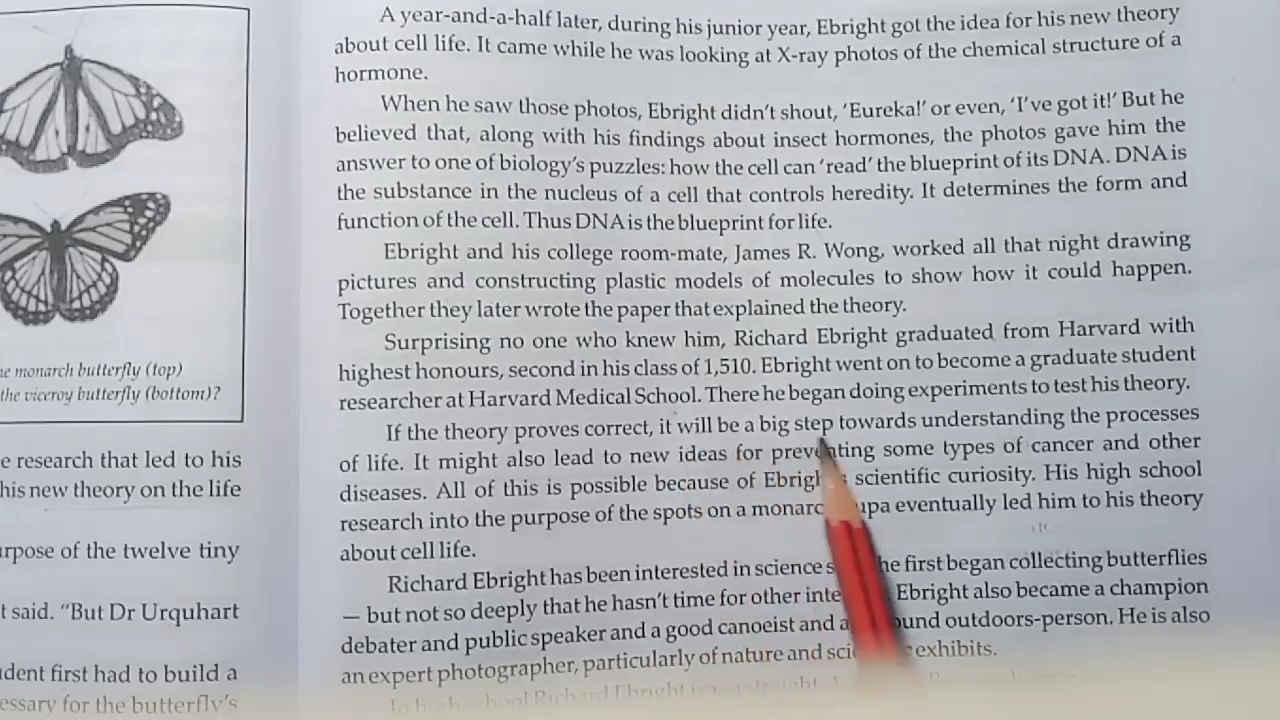 he monarch butterfly (top)
the viceroy butterfly (bottom)?
e research that led to his
his new theory on the life
urpose of the twelve tiny
t said. "But Dr Urquhart
dent first had to build a
essary for the butterfly's
A year-and-a-half later, during his junior year, Ebright got the idea for his new theory
about cell life. It came while he was looking at X-ray photos of the chemical structure of a
hormone.
When he saw those photos, Ebright didn't shout, 'Eureka!' or even, 'I've got it!' But he
believed that, along with his findings about insect hormones, the photos gave him the
answer to one of biology's puzzles: how the cell can 'read' the blueprint of its DNA. DNA is
the substance in the nucleus of a cell that controls heredity. It determines the form and
function of the cell. Thus DNA is the blueprint for life.
Ebright and his college room-mate, James R. Wong, worked all that night drawing
pictures and constructing plastic models of molecules to show how it could happen.
Together they later wrote the paper that explained the theory.
Surprising no one who knew him, Richard Ebright graduated from Harvard with
highest honours, second in his class of 1,510. Ebright went on to become a graduate student
researcher at Harvard Medical School. There he began doing experiments to test his theory.
If the theory proves correct, it will be a big step towards understanding the processes
of life. It might also lead to new ideas for preventing some types of cancer and other
diseases. All of this is possible because of Ebright's scientific curiosity. His high school
research into the purpose of the spots on a monarc upa eventually led him to his theory
about cell life.
Richard Ebright has been interested in science s he first began collecting butterflies
— but not so deeply that he hasn't time for other inte Ebright also became a champion
debater and public speaker and a good canoeist and a und outdoors-person. He is also
an expert photographer, particularly of nature and scie exhibits.
In high school Richard Ebright